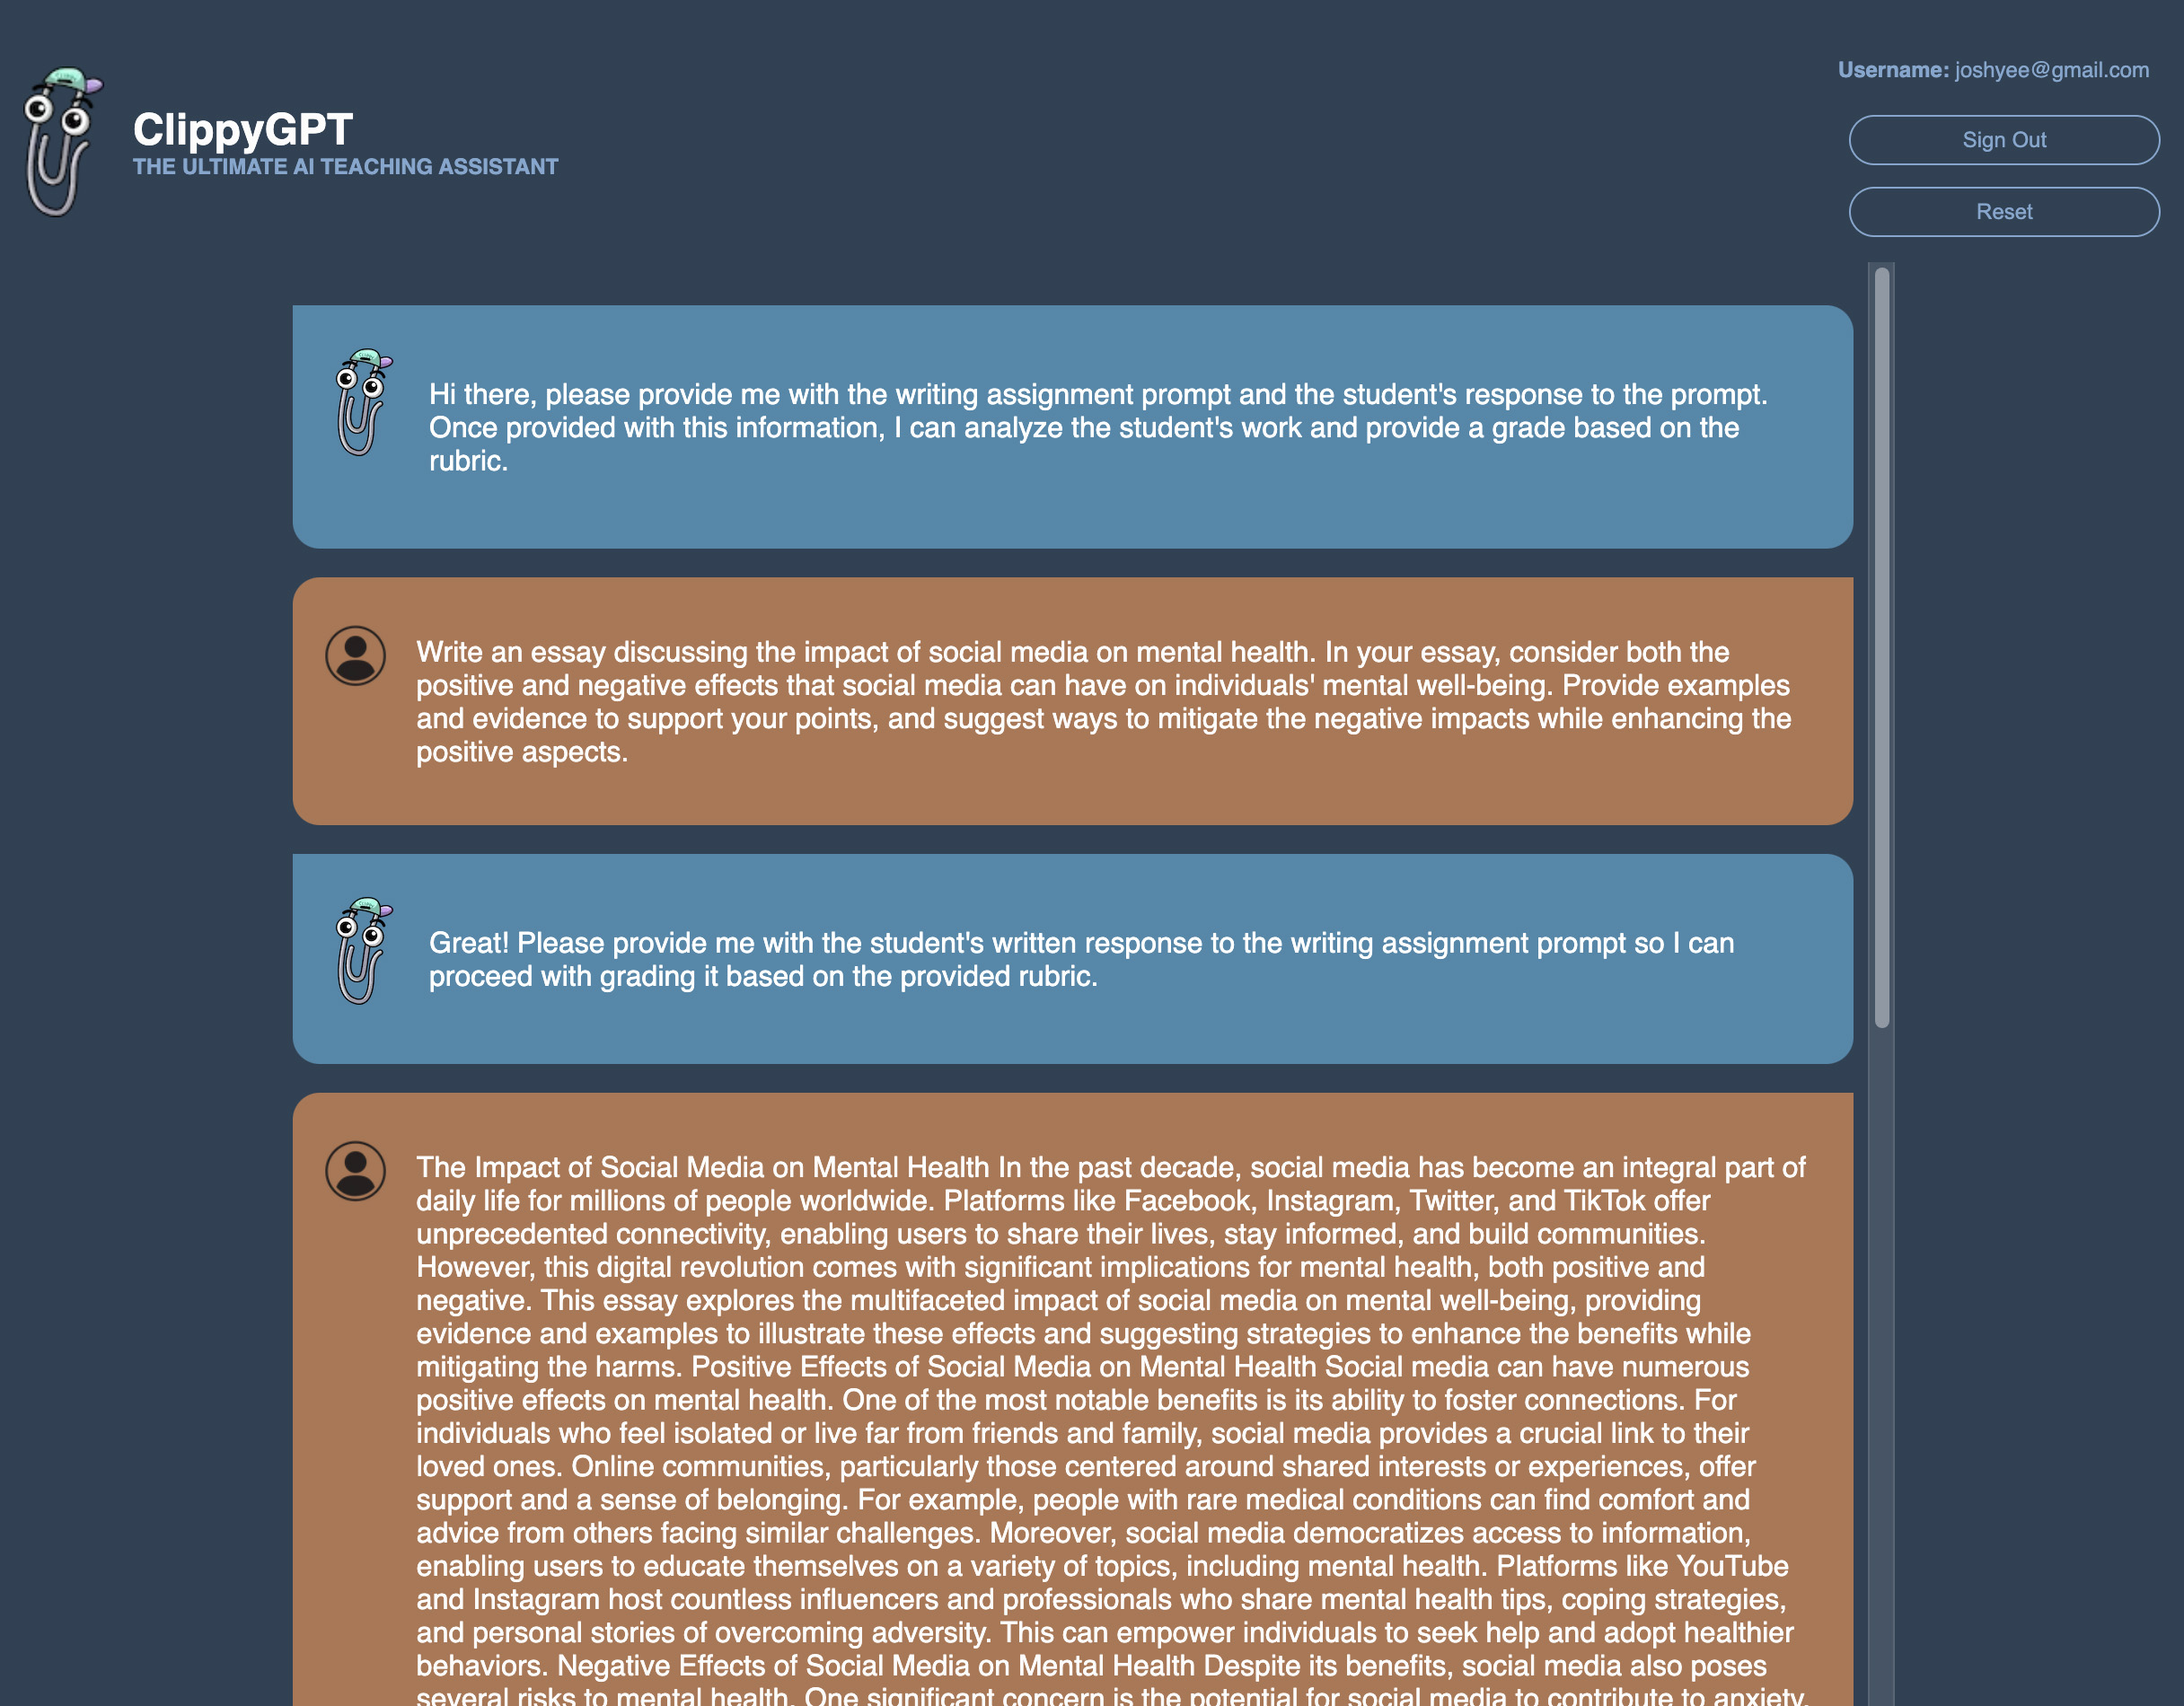 Username: joshyee@gmail.com
Sign Out
Reset
ClippyGPT
THE ULTIMATE AI TEACHING ASSISTANT
Hi there, please provide me with the writing assignment prompt and the student's response to the prompt.
Once provided with this information, I can analyze the student's work and provide a grade based on the
rubric.
Write an essay discussing the impact of social media on mental health. In your essay, consider both the
positive and negative effects that social media can have on individuals' mental well-being. Provide examples
and evidence to support your points, and suggest ways to mitigate the negative impacts while enhancing the
positive aspects.
Great! Please provide me with the student's written response to the writing assignment prompt so I can
proceed with grading it based on the provided rubric.
The Impact of Social Media on Mental Health In the past decade, social media has become an integral part of
daily life for millions of people worldwide. Platforms like Facebook, Instagram, Twitter, and TikTok offer
unprecedented connectivity, enabling users to share their lives, stay informed, and build communities.
However, this digital revolution comes with significant implications for mental health, both positive and
negative. This essay explores the multifaceted impact of social media on mental well-being, providing
evidence and examples to illustrate these effects and suggesting strategies to enhance the benefits while
mitigating the harms. Positive Effects of Social Media on Mental Health Social media can have numerous
positive effects on mental health. One of the most notable benefits is its ability to foster connections. For
individuals who feel isolated or live far from friends and family, social media provides a crucial link to their
loved ones. Online communities, particularly those centered around shared interests or experiences, offer
support and a sense of belonging. For example, people with rare medical conditions can find comfort and
advice from others facing similar challenges. Moreover, social media democratizes access to information,
enabling users to educate themselves on a variety of topics, including mental health. Platforms like YouTube
and Instagram host countless influencers and professionals who share mental health tips, coping strategies,
and personal stories of overcoming adversity. This can empower individuals to seek help and adopt healthier
behaviors. Negative Effects of Social Media on Mental Health Despite its benefits, social media also poses
several risks to mental health. One significant concern is the potential for social media to contribute to anxiety,